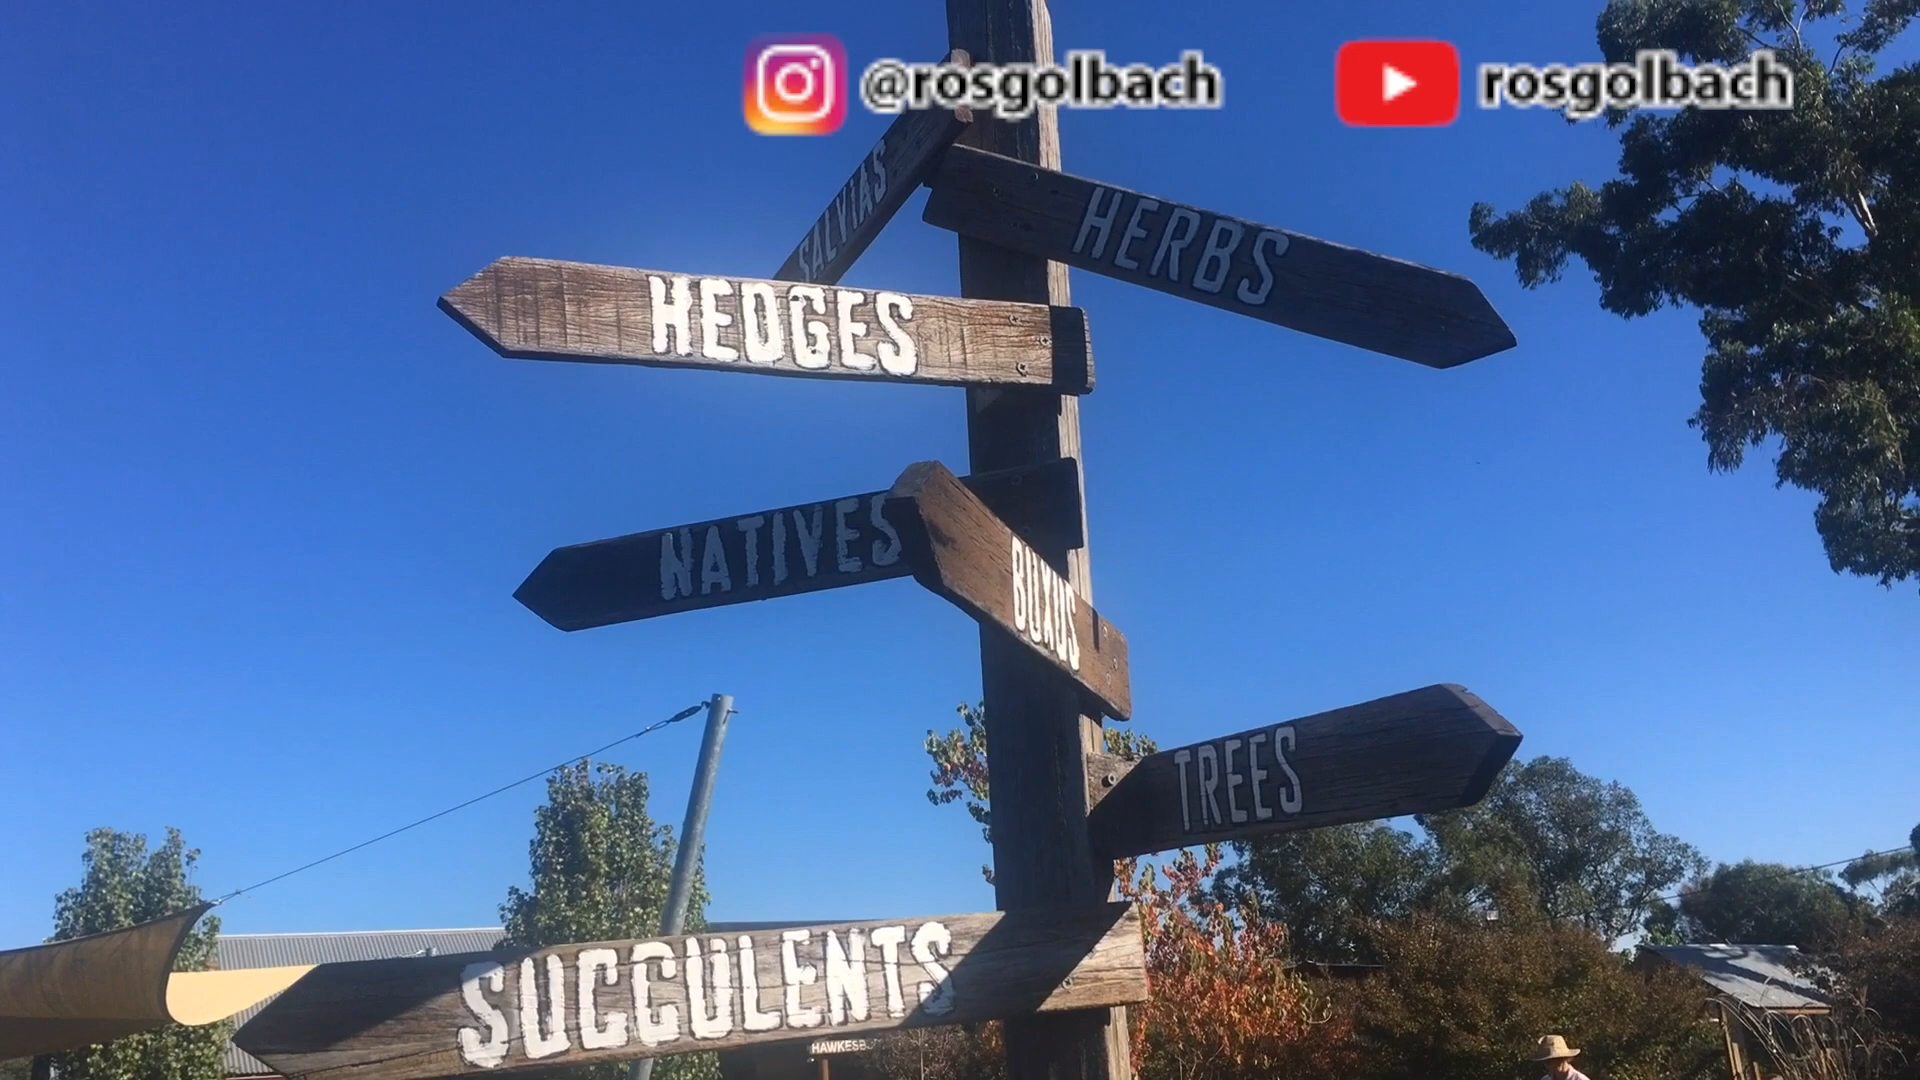 @rosgolbach
rosgolbach
SALVIAS
HERBS
HEDGES
NATIVES
BUXUS
TREES
SUCCULENTS